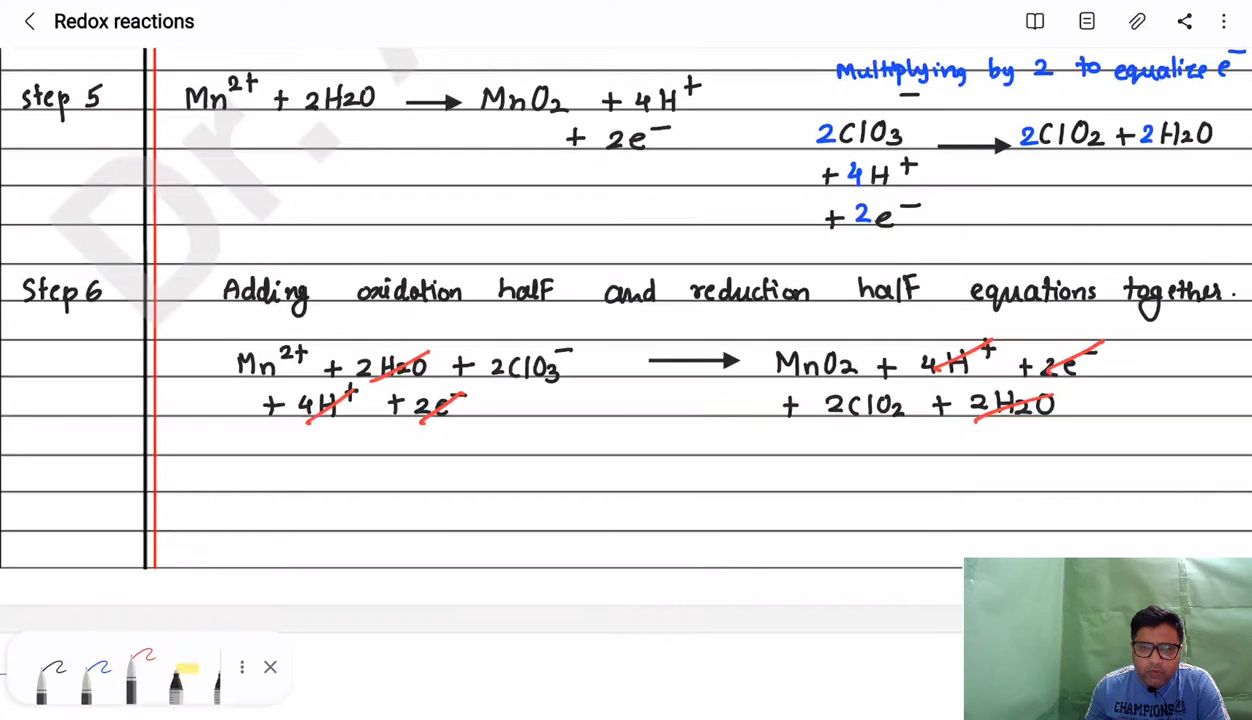 Redox reactions
Multiplying by 2 to equalize e⁻
Step 5 Mn²⁺ + 2H2O ⟶ MnO₂ + 4H⁺
+ 2e⁻
2ClO₃⁻ ⟶ 2ClO₂ + 2H₂O
+ 4H⁺
+ 2e⁻
Step 6 Adding oxidation half and reduction half equations together.
Mn²⁺ + 2H₂O + 2ClO₃⁻ ⟶ MnO₂ + 4H⁺ + 2e⁻
+ 4H⁺ + 2e⁻ + 2ClO₂ + 2H₂O
Dr.
CHAMPIONS